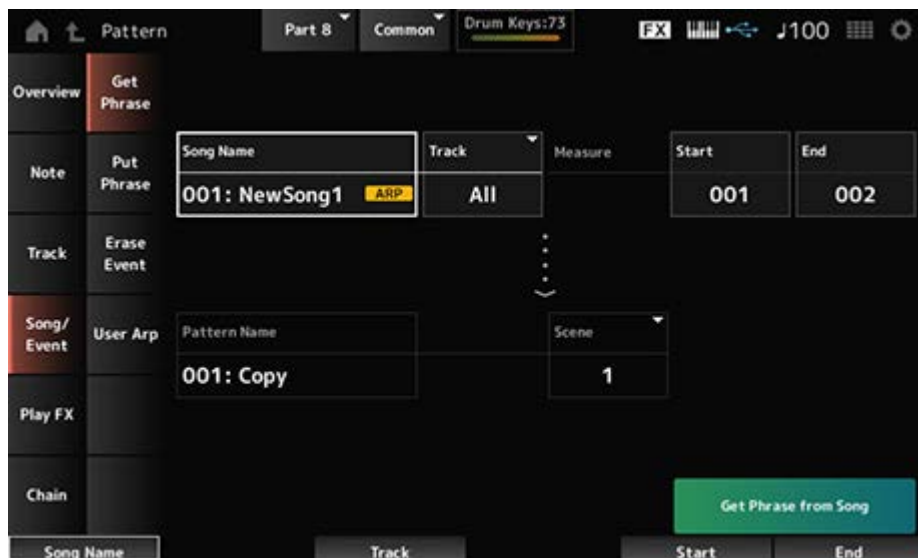 Pattern
Part 8
Common
Drum Keys:73
FX
♩100
Overview
Get
Phrase
Note
Put
Phrase
Track
Erase
Event
Song/
Event
User Arp
Play FX
Chain
Song Name
Track
Measure
Start
End
001: NewSong1
ARP
All
001
002
Pattern Name
Scene
001: Copy
1
Get Phrase from Song
Song Name
Track
Start
End